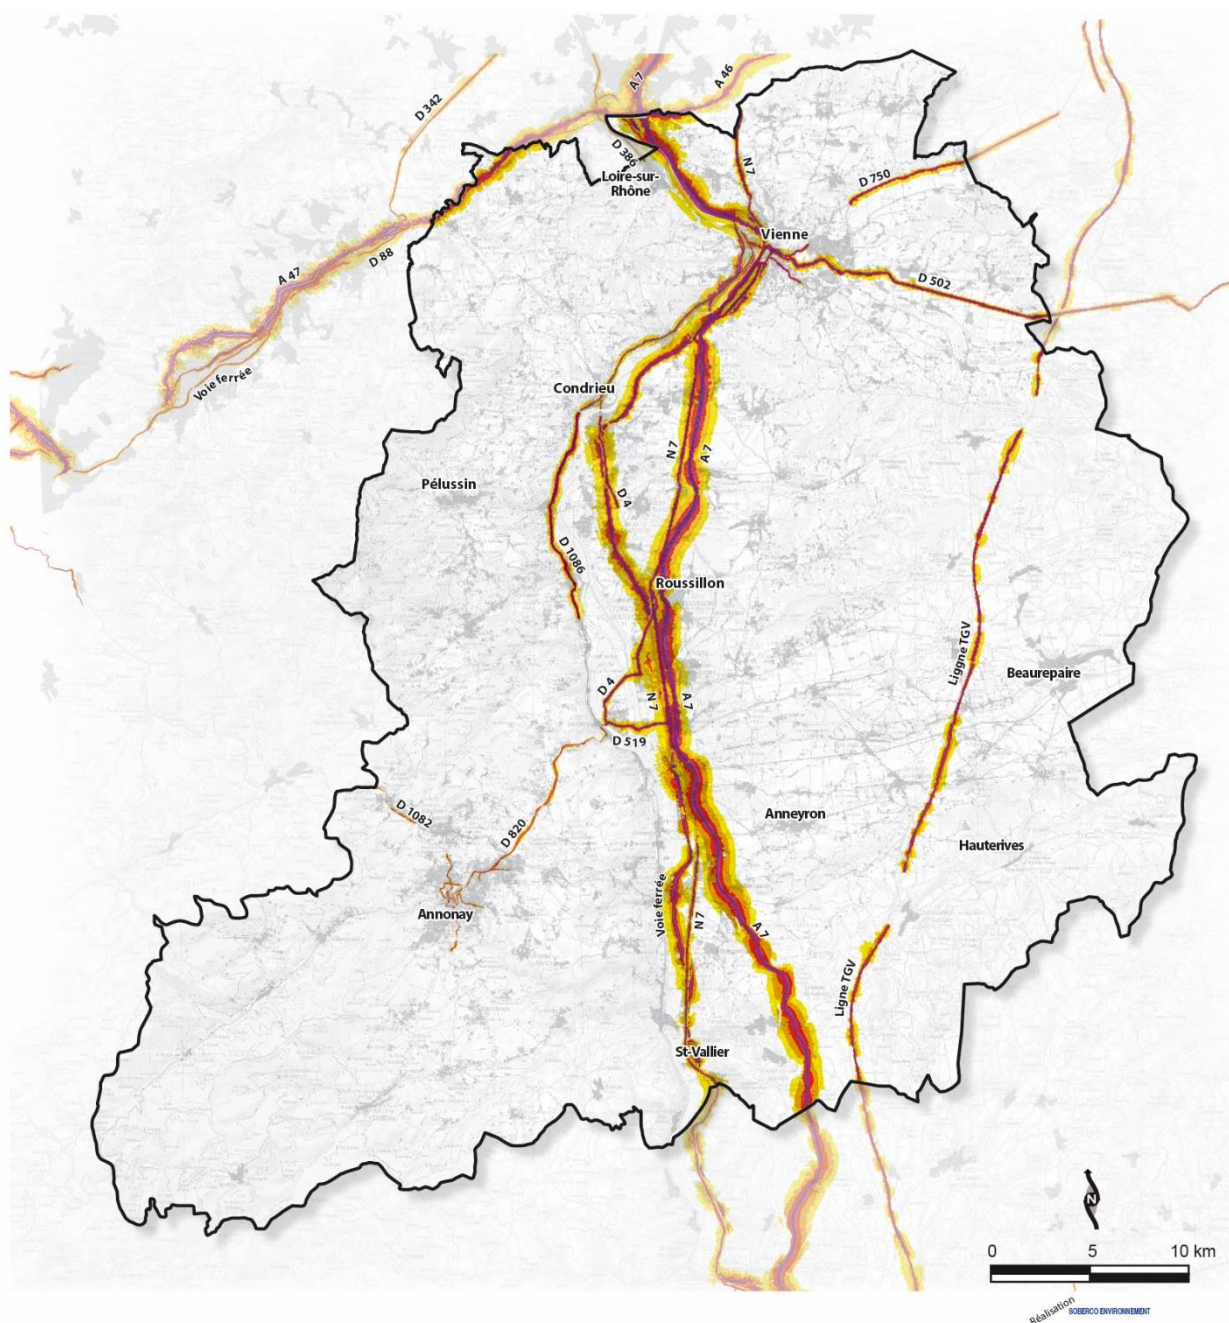 A 7
A 46
D 342
D 386
N 7
Loire-sur-
Rhône
D 750
Vienne
D 88
A 47
D 502
Voie ferrée
Condrieu
N 7
A 7
Pélussin
D 4
D 1086
Roussillon
Liggne TGV
Beaurepaire
D 4
N 7
A 7
D 519
D 1082
D 820
Anneyron
Hauterives
Annonay
Voie ferrée
N 7
A 7
Ligne TGV
St-Vallier
N
0 5 10 km
Réalisation
SOBERCO ENVIRONNEMENT